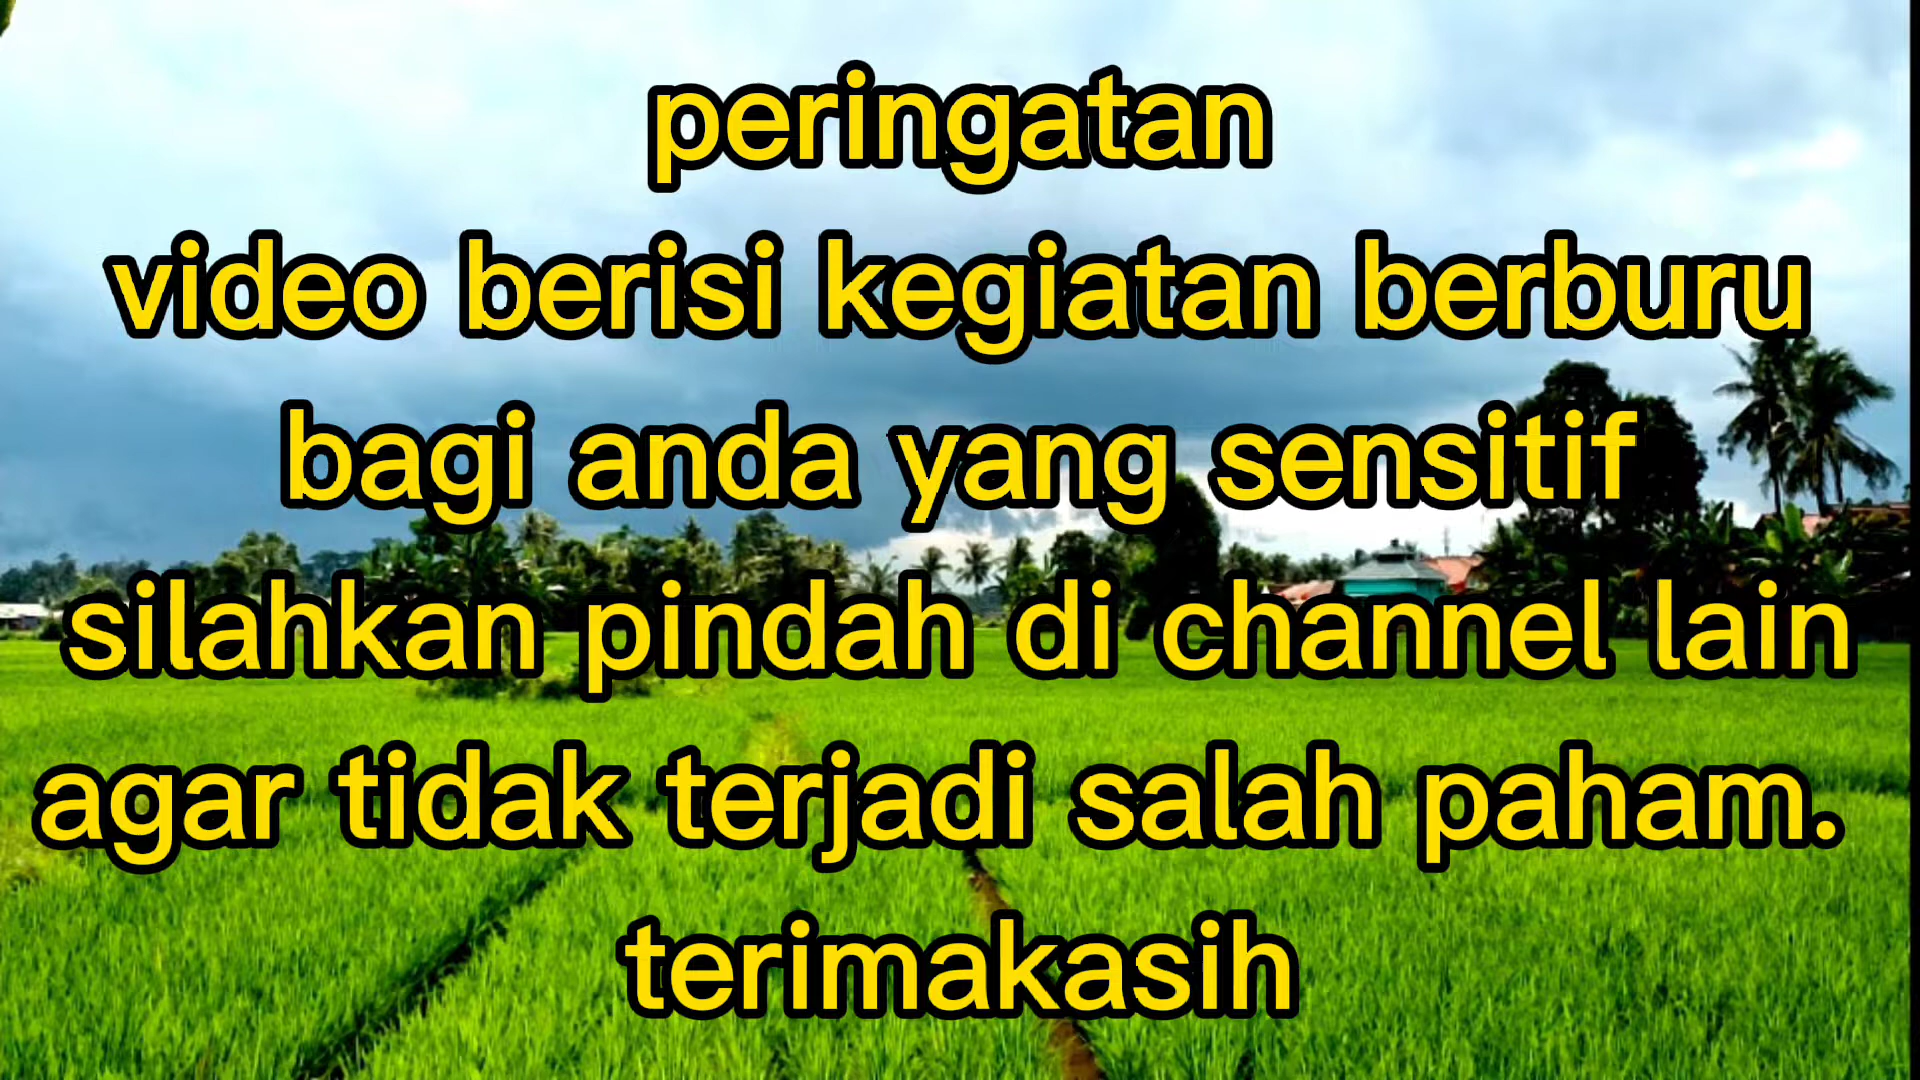 peringatan
video berisi kegiatan berburu
bagi anda yang sensitif
silahkan pindah di channel lain
agar tidak terjadi salah paham.
terimakasih